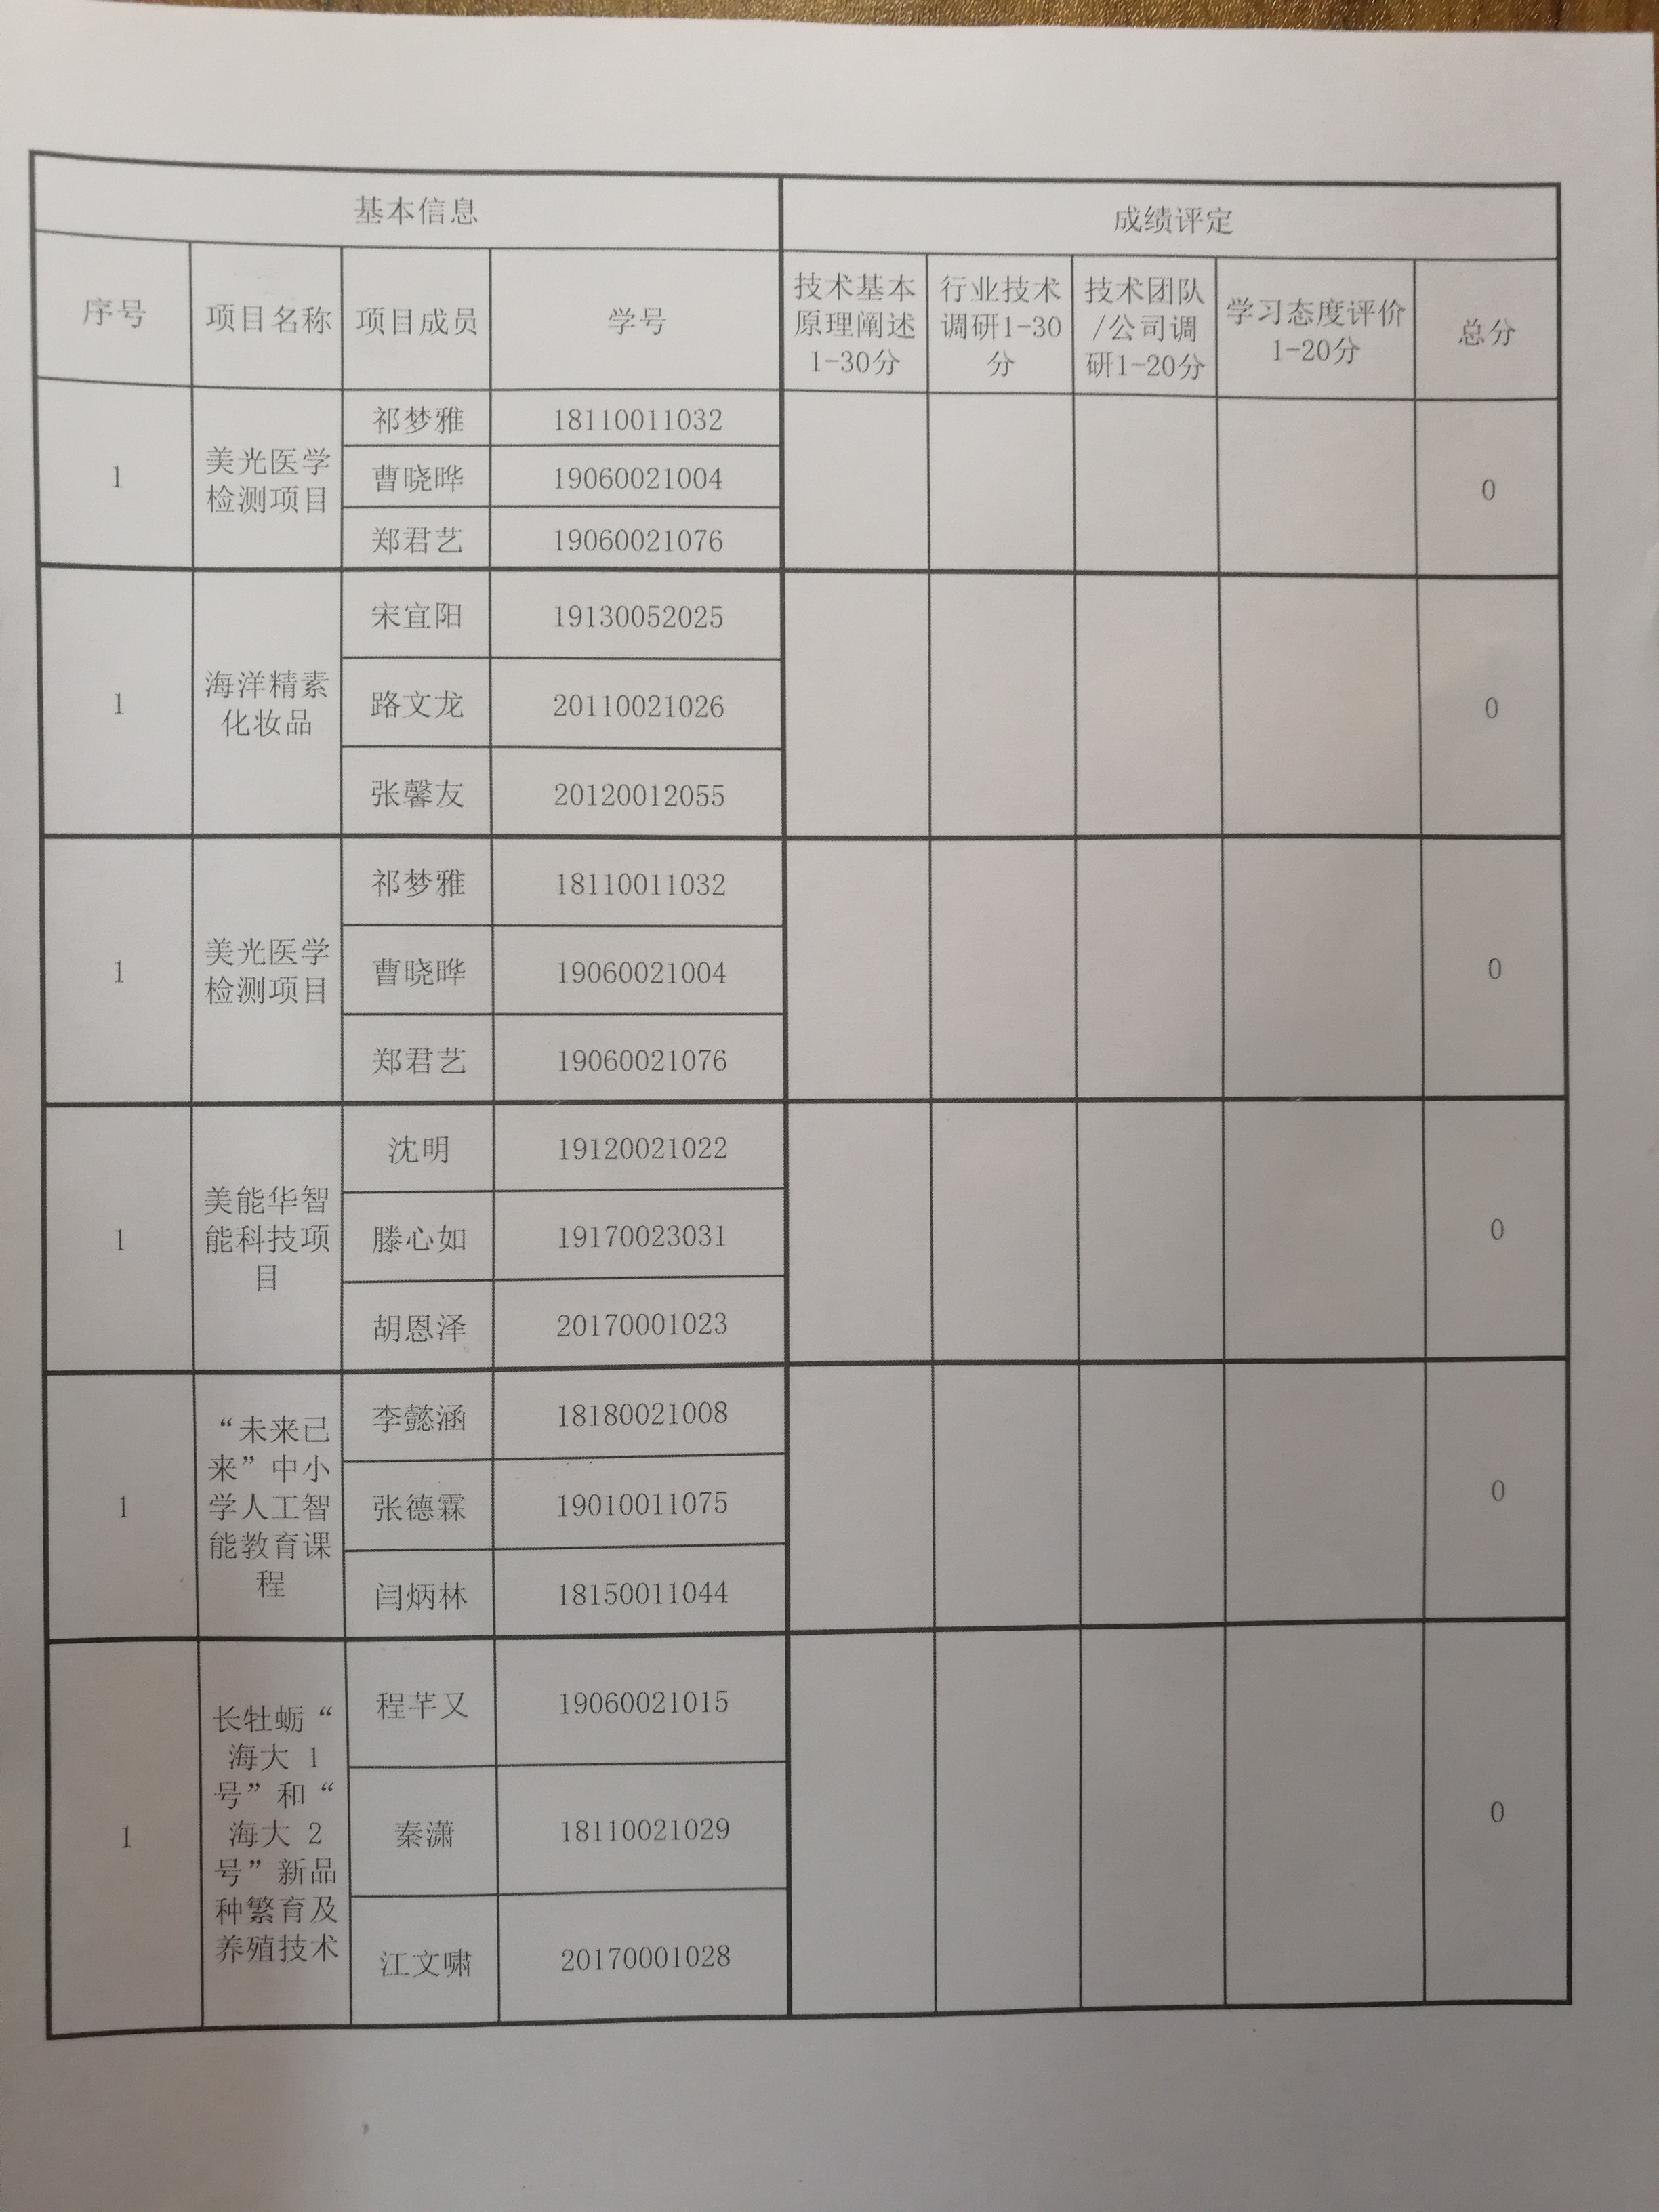 基本信息
成绩评定
序号
项目名称
项目成员
学号
技术基本
原理阐述
1-30分
行业技术
调研1-30
分
技术团队
/公司调
研1-20分
学习态度评价
1-20分
总分
1
美光医学
检测项目
祁梦雅
18110011032
曹晓晔
19060021004
郑君艺
19060021076
0
1
海洋精素
化妆品
宋宜阳
19130052025
路文龙
20110021026
张馨友
20120012055
0
1
美光医学
检测项目
祁梦雅
18110011032
曹晓晔
19060021004
郑君艺
19060021076
0
1
美能华智
能科技项
目
沈明
19120021022
滕心如
19170023031
胡恩泽
20170001023
0
1
“未来已
来”中小
学人工智
能教育课
程
李懿涵
18180021008
张德霖
19010011075
闫炳林
18150011044
0
1
长牡蛎“
海大 1
号”和“
海大 2
号”新品
种繁育及
养殖技术
程芊又
19060021015
秦潇
18110021029
江文啸
20170001028
0